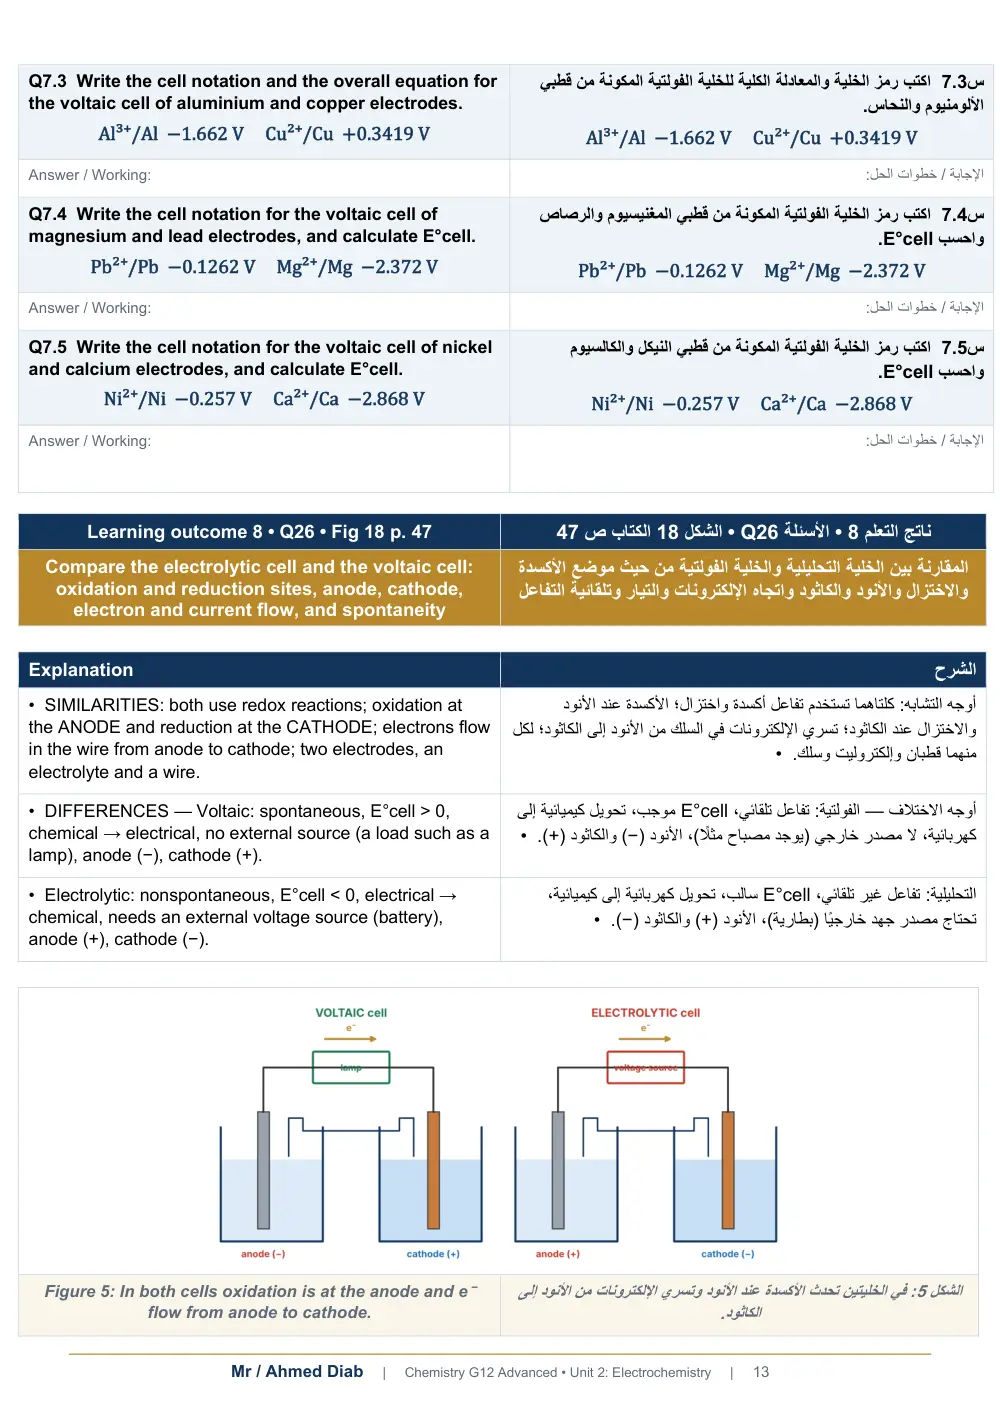 Q7.3 Write the cell notation and the overall equation for
the voltaic cell of aluminium and copper electrodes.
Al³⁺/Al −1.662 V Cu²⁺/Cu +0.3419 V
س7.3 اكتب رمز الخلية والمعادلة الكلية للخلية الفولتية المكونة من قطبي
الألومنيوم والنحاس.
Al³⁺/Al −1.662 V Cu²⁺/Cu +0.3419 V
Answer / Working:
الإجابة / خطوات الحل:
Q7.4 Write the cell notation for the voltaic cell of
magnesium and lead electrodes, and calculate E°cell.
Pb²⁺/Pb −0.1262 V Mg²⁺/Mg −2.372 V
س7.4 اكتب رمز الخلية الفولتية المكونة من قطبي المغنيسيوم والرصاص
واحسب E°cell.
Pb²⁺/Pb −0.1262 V Mg²⁺/Mg −2.372 V
Answer / Working:
الإجابة / خطوات الحل:
Q7.5 Write the cell notation for the voltaic cell of nickel
and calcium electrodes, and calculate E°cell.
Ni²⁺/Ni −0.257 V Ca²⁺/Ca −2.868 V
س7.5 اكتب رمز الخلية الفولتية المكونة من قطبي النيكل والكالسيوم
واحسب E°cell.
Ni²⁺/Ni −0.257 V Ca²⁺/Ca −2.868 V
Answer / Working:
الإجابة / خطوات الحل:
Learning outcome 8 • Q26 • Fig 18 p. 47
ناتج التعلم 8 • الأسئلة Q26 • الشكل 18 الكتاب ص 47
Compare the electrolytic cell and the voltaic cell:
oxidation and reduction sites, anode, cathode,
electron and current flow, and spontaneity
المقارنة بين الخلية التحليلية والخلية الفولتية من حيث موضع الأكسدة
والاختزال والأنود والكاثود واتجاه الإلكترونات والتيار وتلقائية التفاعل
Explanation
الشرح
• SIMILARITIES: both use redox reactions; oxidation at
the ANODE and reduction at the CATHODE; electrons flow
in the wire from anode to cathode; two electrodes, an
electrolyte and a wire.
أوجه التشابه: كلتاهما تستخدم تفاعل أكسدة واختزال؛ الأكسدة عند الأنود
والاختزال عند الكاثود؛ تسري الإلكترونات في السلك من الأنود إلى الكاثود؛ لكل
منهما قطبان وإلكتروليت وسلك. •
• DIFFERENCES — Voltaic: spontaneous, E°cell > 0,
chemical → electrical, no external source (a load such as a
lamp), anode (−), cathode (+).
أوجه الاختلاف — الفولتية: تفاعل تلقائي، E°cell موجب، تحويل كيميائية إلى
كهربائية، لا مصدر خارجي (يوجد مصباح مثلًا)، الأنود (−) والكاثود (+). •
• Electrolytic: nonspontaneous, E°cell < 0, electrical →
chemical, needs an external voltage source (battery),
anode (+), cathode (−).
التحليلية: تفاعل غير تلقائي، E°cell سالب، تحويل كهربائية إلى كيميائية،
تحتاج مصدر جهد خارجيًا (بطارية)، الأنود (+) والكاثود (−). •
VOLTAIC cell
e⁻
lamp
anode (−)
cathode (+)
ELECTROLYTIC cell
e⁻
voltage source
anode (+)
cathode (−)
Figure 5: In both cells oxidation is at the anode and e⁻
flow from anode to cathode.
الشكل 5: في الخليتين تحدث الأكسدة عند الأنود وتسري الإلكترونات من الأنود إلى
الكاثود.
Mr / Ahmed Diab | Chemistry G12 Advanced • Unit 2: Electrochemistry | 13